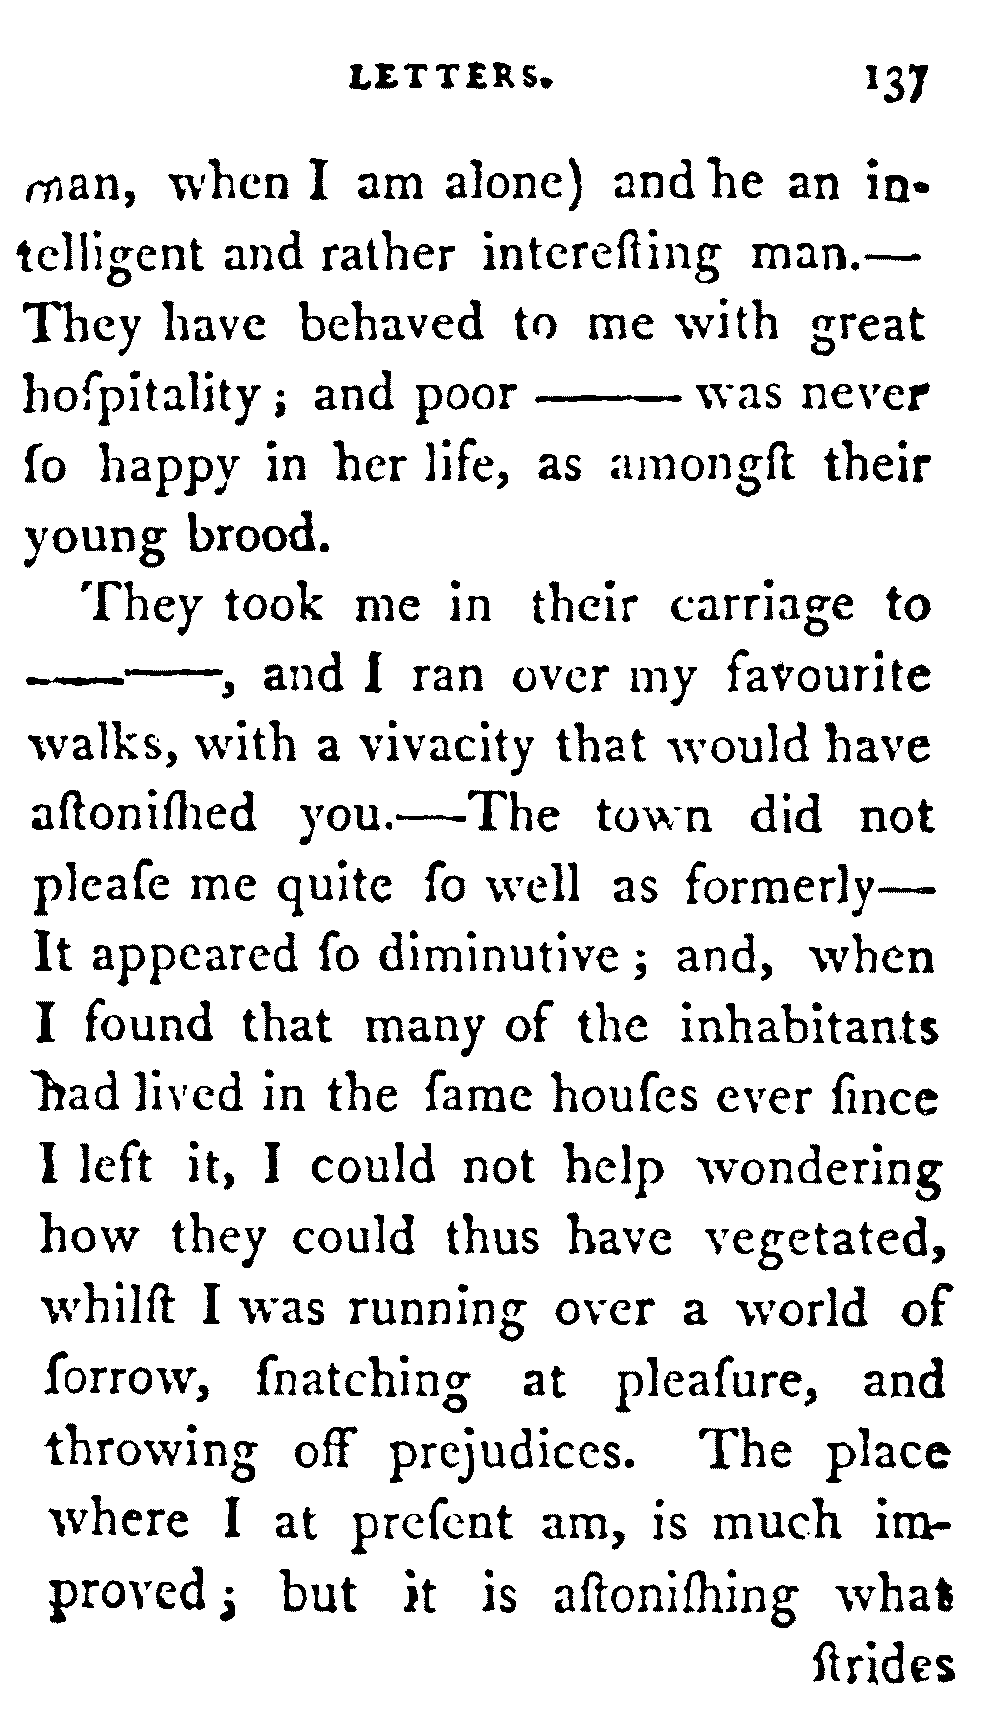 LETTERS. 137
man, when I am alone) and he an in-
telligent and rather intereſting man.—
They have behaved to me with great
hoſpitality; and poor ——— was never
ſo happy in her life, as amongſt their
young brood.
They took me in their carriage to
————, and I ran over my favourite
walks, with a vivacity that would have
aſtoniſhed you.—The town did not
pleaſe me quite ſo well as formerly—
It appeared ſo diminutive; and, when
I found that many of the inhabitants
had lived in the ſame houſes ever ſince
I left it, I could not help wondering
how they could thus have vegetated,
whilſt I was running over a world of
ſorrow, ſnatching at pleaſure, and
throwing off prejudices. The place
where I at preſent am, is much im-
proved; but it is aſtoniſhing what
ſtrides